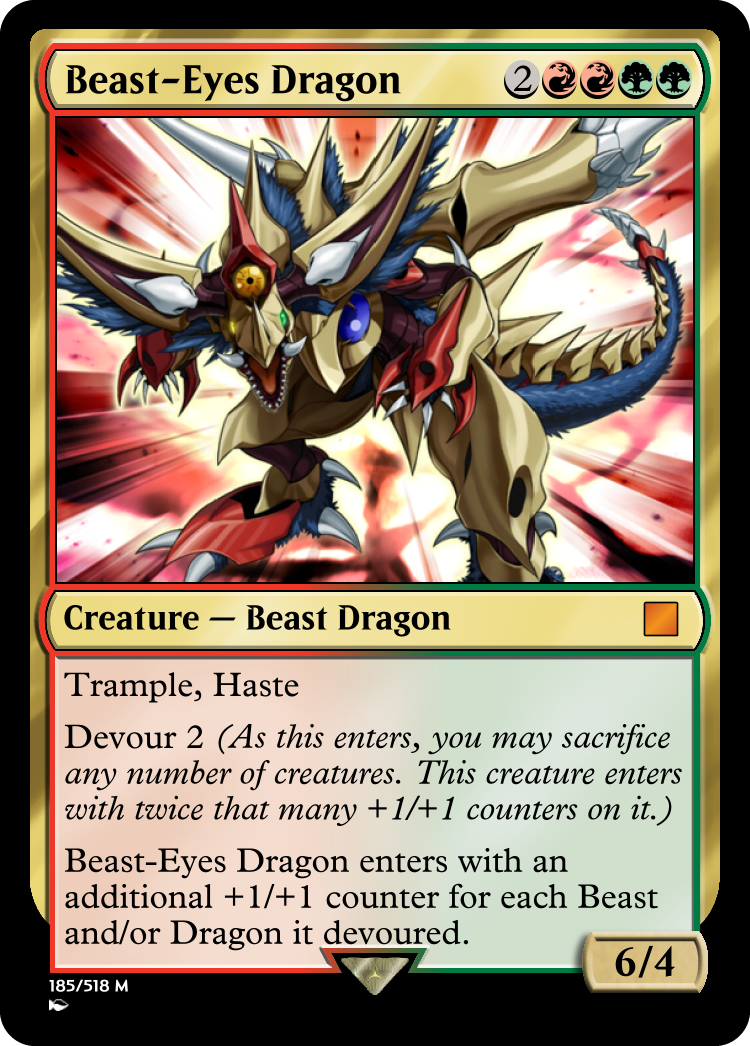 Beast-Eyes Dragon 2
Creature — Beast Dragon
Trample, Haste
Devour 2 (As this enters, you may sacrifice
any number of creatures. This creature enters
with twice that many +1/+1 counters on it.)
Beast-Eyes Dragon enters with an
additional +1/+1 counter for each Beast
and/or Dragon it devoured.
6/4
185/518 M